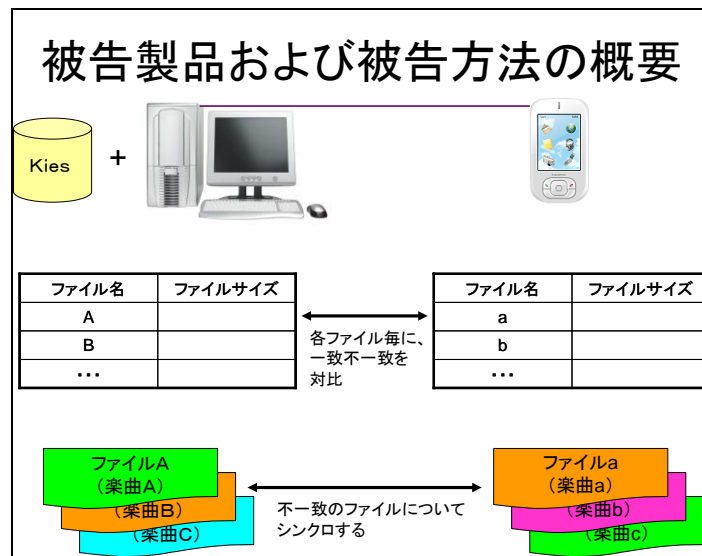 被告製品および被告方法の概要
Kies
+
ファイル名 ファイルサイズ
A
B
・・・
各ファイル毎に、
一致不一致を
対比
ファイル名 ファイルサイズ
a
b
・・・
ファイルA
(楽曲A)
(楽曲B)
(楽曲C)
不一致のファイルについて
シンクロする
ファイルa
(楽曲a)
(楽曲b)
(楽曲c)